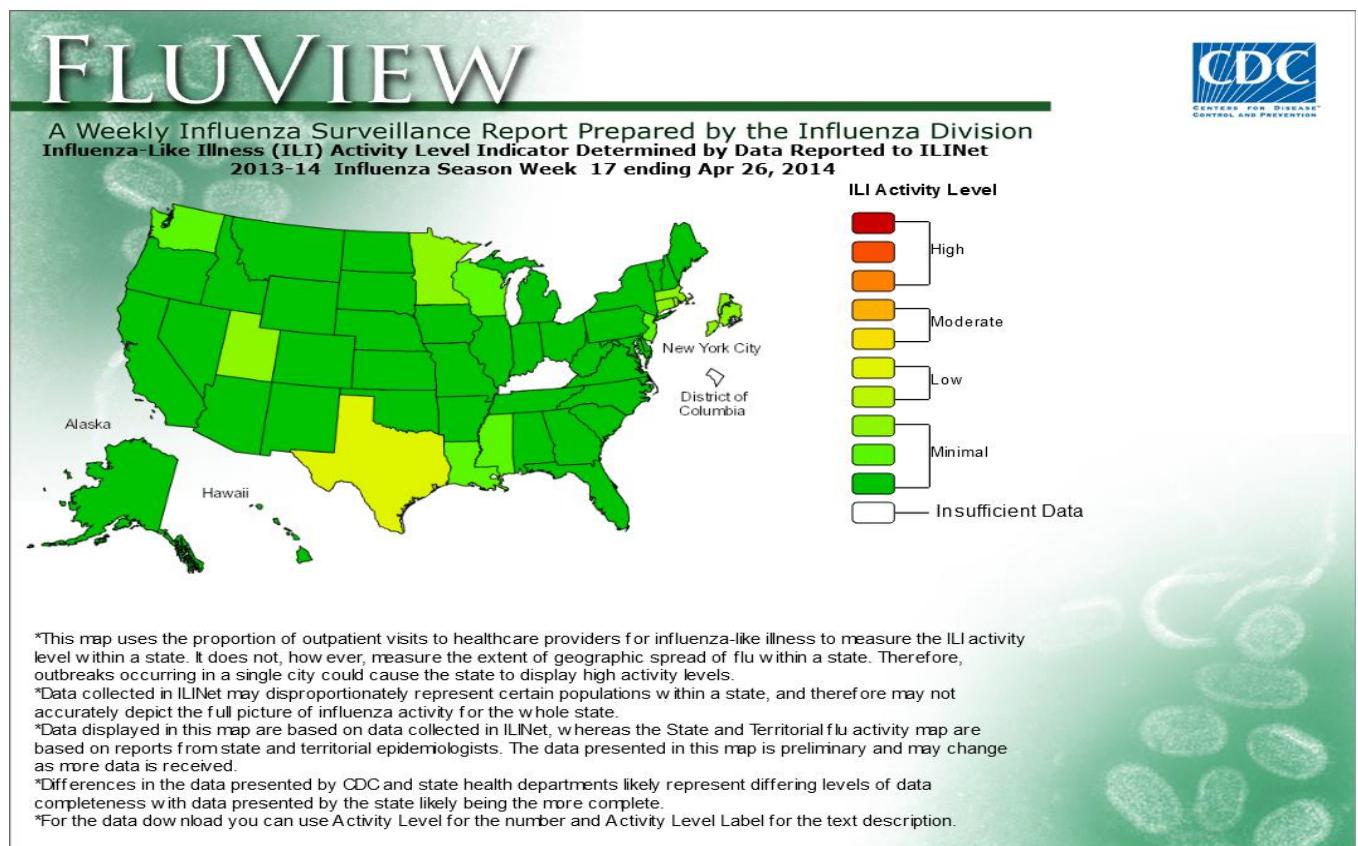 FLUVIEW
CDC
CENTERS FOR DISEASE™
CONTROL AND PREVENTION
A Weekly Influenza Surveillance Report Prepared by the Influenza Division
Influenza-Like Illness (ILI) Activity Level Indicator Determined by Data Reported to ILINet
2013-14 Influenza Season Week 17 ending Apr 26, 2014
ILI Activity Level
High
Moderate
Low
Minimal
Insufficient Data
New York City
District of
Columbia
Alaska
Hawaii
*This map uses the proportion of outpatient visits to healthcare providers for influenza-like illness to measure the ILI activity
level within a state. It does not, however, measure the extent of geographic spread of flu within a state. Therefore,
outbreaks occurring in a single city could cause the state to display high activity levels.
*Data collected in ILINet may disproportionately represent certain populations within a state, and therefore may not
accurately depict the full picture of influenza activity for the whole state.
*Data displayed in this map are based on data collected in ILINet, whereas the State and Territorial flu activity map are
based on reports from state and territorial epidemiologists. The data presented in this map is preliminary and may change
as more data is received.
*Differences in the data presented by CDC and state health departments likely represent differing levels of data
completeness with data presented by the state likely being the more complete.
*For the data download you can use Activity Level for the number and Activity Level Label for the text description.